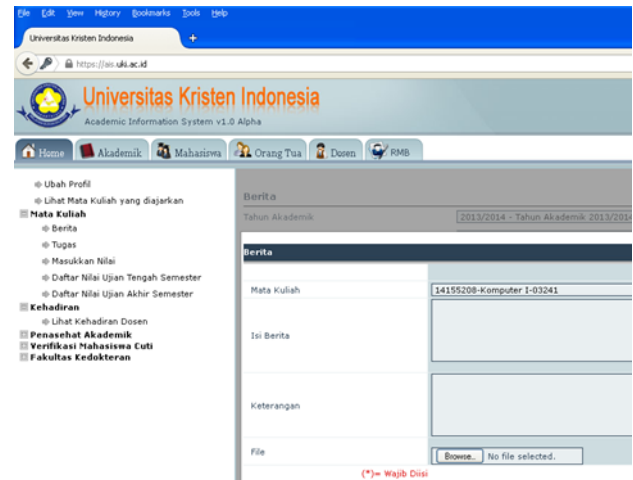 File Edit View History Bookmarks Tools Help
Universitas Kristen Indonesia +
https://ais.uki.ac.id
Universitas Kristen Indonesia
Academic Information System v1.0 Alpha
Home Akademik Mahasiswa Orang Tua Dosen RMB
Ubah Profil
Lihat Mata Kuliah yang diajarkan
Mata Kuliah
Berita
Tugas
Masukkan Nilai
Daftar Nilai Ujian Tengah Semester
Daftar Nilai Ujian Akhir Semester
Kehadiran
Lihat Kehadiran Dosen
Penasehat Akademik
Verifikasi Mahasiswa Cuti
Fakultas Kedokteran
Berita
Tahun Akademik 2013/2014 - Tahun Akademik 2013/2014
Berita
Mata Kuliah 14155208-Komputer I-03241
Isi Berita
Keterangan
File Browse... No file selected.
(*)= Wajib Diisi